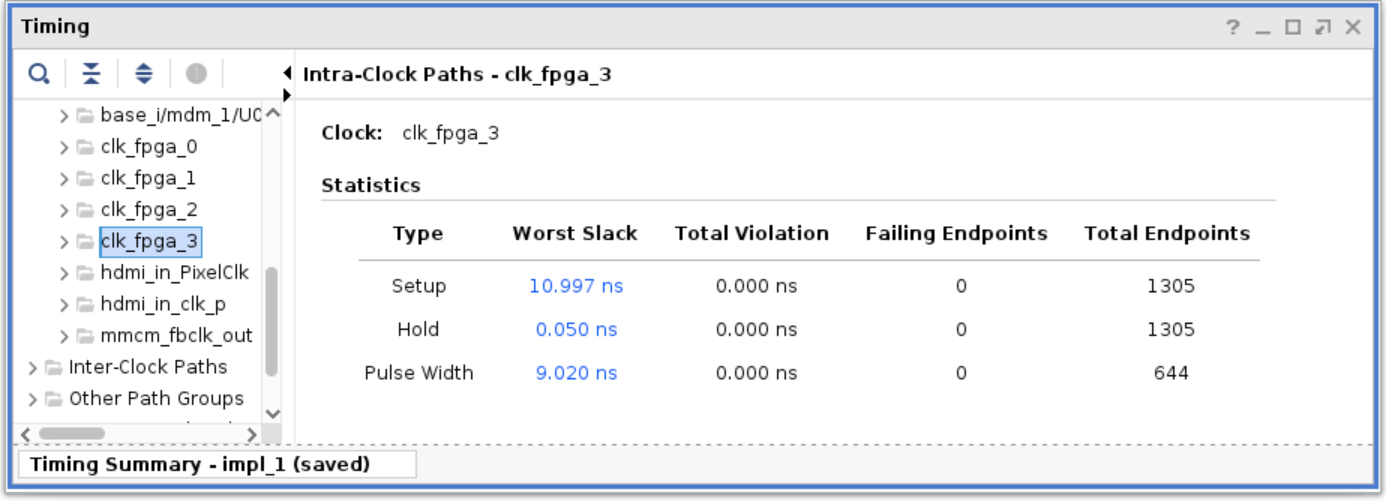 Timing
Intra-Clock Paths - clk_fpga_3
base_i/mdm_1/U0
clk_fpga_0
clk_fpga_1
clk_fpga_2
clk_fpga_3
hdmi_in_PixelClk
hdmi_in_clk_p
mmcm_fbclk_out
Inter-Clock Paths
Other Path Groups
Clock: clk_fpga_3
Statistics
Type Worst Slack Total Violation Failing Endpoints Total Endpoints
Setup 10.997 ns 0.000 ns 0 1305
Hold 0.050 ns 0.000 ns 0 1305
Pulse Width 9.020 ns 0.000 ns 0 644
Timing Summary - impl_1 (saved)